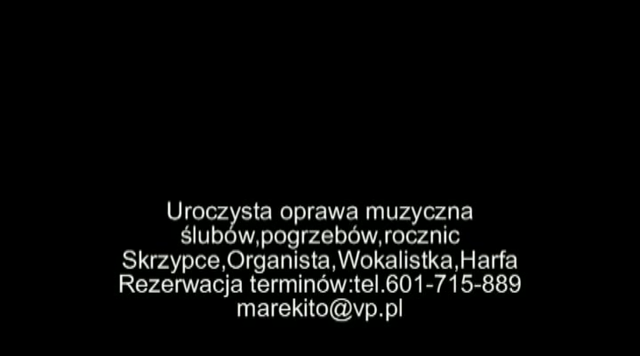 Uroczysta oprawa muzyczna
ślubów,pogrzebów,rocznic
Skrzypce,Organista,Wokalistka,Harfa
Rezerwacja terminów:tel.601-715-889
marekito@vp.pl